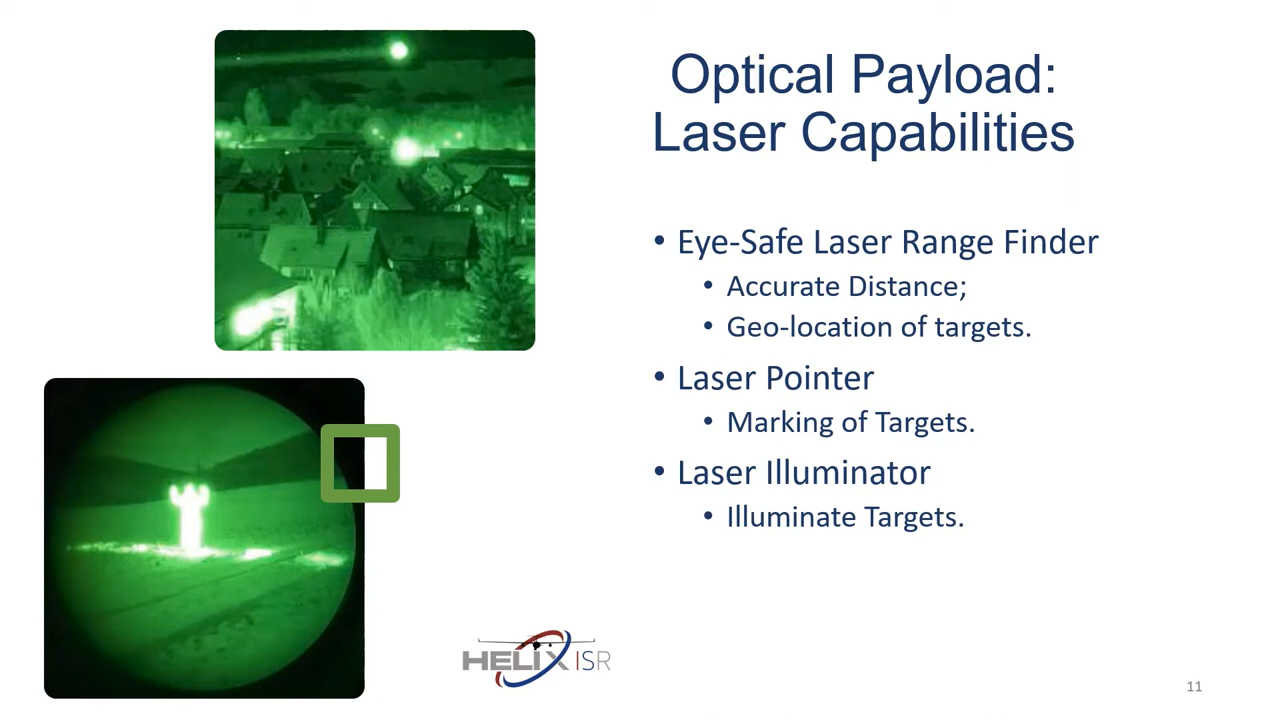 Optical Payload:
Laser Capabilities
• Eye-Safe Laser Range Finder
• Accurate Distance;
• Geo-location of targets.
• Laser Pointer
• Marking of Targets.
• Laser Illuminator
• Illuminate Targets.
HELIX ISR
11